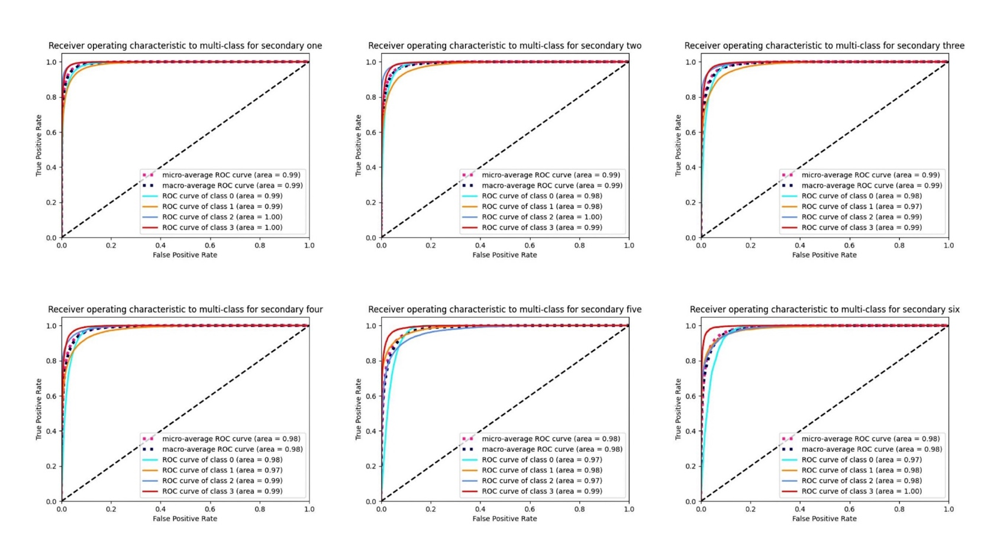 Receiver operating characteristic to multi-class for secondary one
1.0
0.8
0.6
0.4
0.2
0.0
True Positive Rate
micro-average ROC curve (area = 0.99)
macro-average ROC curve (area = 0.99)
ROC curve of class 0 (area = 0.99)
ROC curve of class 1 (area = 0.99)
ROC curve of class 2 (area = 1.00)
ROC curve of class 3 (area = 1.00)
0.0 0.2 0.4 0.6 0.8 1.0
False Positive Rate
Receiver operating characteristic to multi-class for secondary two
1.0
0.8
0.6
0.4
0.2
0.0
True Positive Rate
micro-average ROC curve (area = 0.99)
macro-average ROC curve (area = 0.99)
ROC curve of class 0 (area = 0.98)
ROC curve of class 1 (area = 0.98)
ROC curve of class 2 (area = 1.00)
ROC curve of class 3 (area = 0.99)
0.0 0.2 0.4 0.6 0.8 1.0
False Positive Rate
Receiver operating characteristic to multi-class for secondary three
1.0
0.8
0.6
0.4
0.2
0.0
True Positive Rate
micro-average ROC curve (area = 0.99)
macro-average ROC curve (area = 0.99)
ROC curve of class 0 (area = 0.98)
ROC curve of class 1 (area = 0.97)
ROC curve of class 2 (area = 0.99)
ROC curve of class 3 (area = 0.99)
0.0 0.2 0.4 0.6 0.8 1.0
False Positive Rate
Receiver operating characteristic to multi-class for secondary four
1.0
0.8
0.6
0.4
0.2
0.0
True Positive Rate
micro-average ROC curve (area = 0.98)
macro-average ROC curve (area = 0.98)
ROC curve of class 0 (area = 0.98)
ROC curve of class 1 (area = 0.97)
ROC curve of class 2 (area = 0.99)
ROC curve of class 3 (area = 0.99)
0.0 0.2 0.4 0.6 0.8 1.0
False Positive Rate
Receiver operating characteristic to multi-class for secondary five
1.0
0.8
0.6
0.4
0.2
0.0
True Positive Rate
micro-average ROC curve (area = 0.98)
macro-average ROC curve (area = 0.98)
ROC curve of class 0 (area = 0.97)
ROC curve of class 1 (area = 0.98)
ROC curve of class 2 (area = 0.97)
ROC curve of class 3 (area = 0.99)
0.0 0.2 0.4 0.6 0.8 1.0
False Positive Rate
Receiver operating characteristic to multi-class for secondary six
1.0
0.8
0.6
0.4
0.2
0.0
True Positive Rate
micro-average ROC curve (area = 0.98)
macro-average ROC curve (area = 0.98)
ROC curve of class 0 (area = 0.97)
ROC curve of class 1 (area = 0.98)
ROC curve of class 2 (area = 0.98)
ROC curve of class 3 (area = 1.00)
0.0 0.2 0.4 0.6 0.8 1.0
False Positive Rate